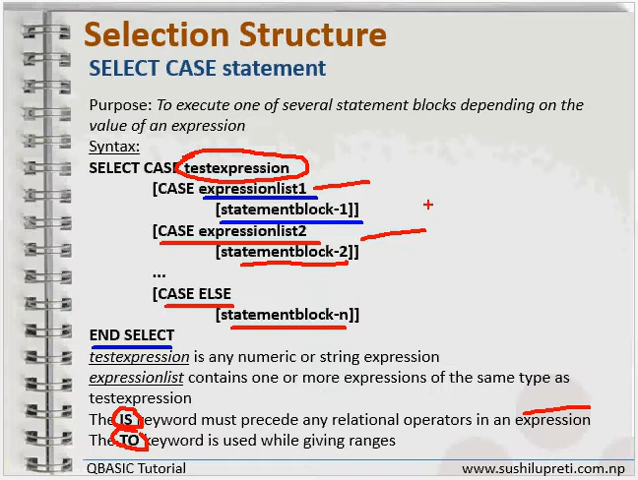 Selection Structure
SELECT CASE statement
Purpose: To execute one of several statement blocks depending on the
value of an expression
Syntax:
SELECT CASE testexpression
[CASE expressionlist1
[statementblock-1]]
[CASE expressionlist2
[statementblock-2]]
...
[CASE ELSE
[statementblock-n]]
END SELECT
testexpression is any numeric or string expression
expressionlist contains one or more expressions of the same type as
testexpression
The IS keyword must precede any relational operators in an expression
The TO keyword is used while giving ranges
QBASIC Tutorial www.sushilupreti.com.np